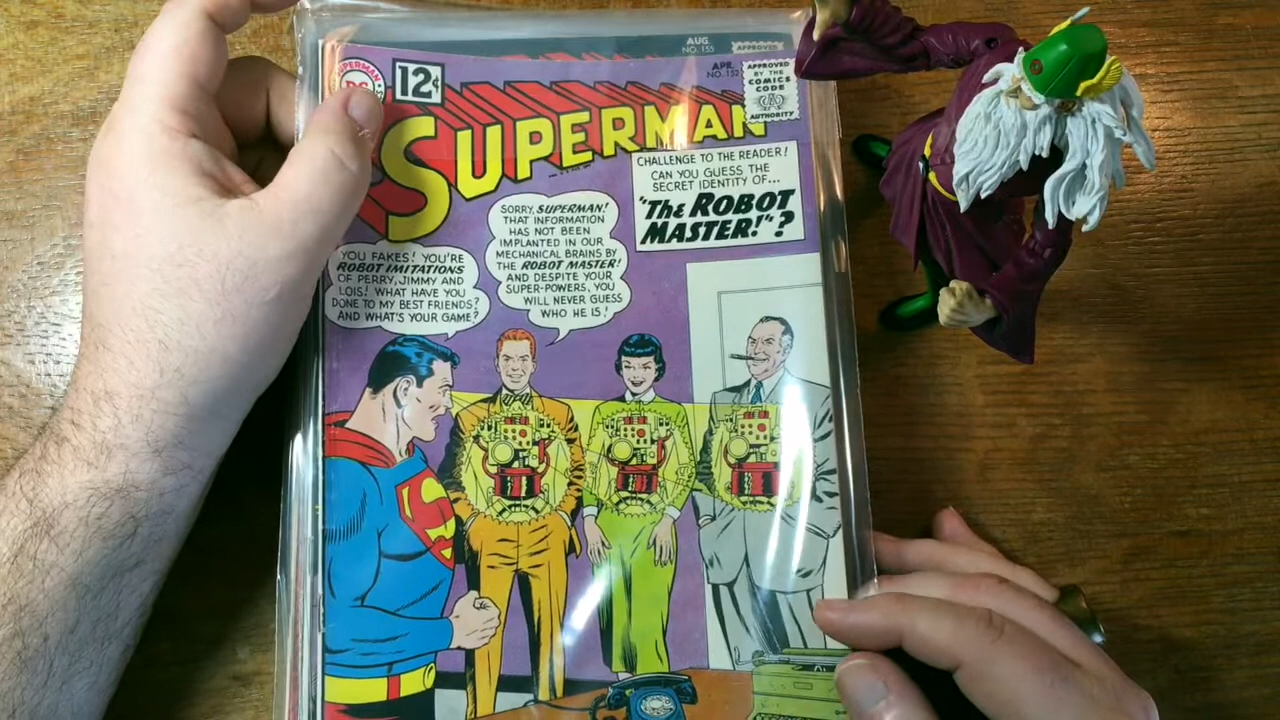 AUG.
NO. 155
APPROVED
APR.
NO. 152
SUPERMAN
DC
12¢
APPROVED
BY THE
COMICS
CODE
CA
AUTHORITY
SUPERMAN
CHALLENGE TO THE READER!
CAN YOU GUESS THE
SECRET IDENTITY OF...
"THE ROBOT
MASTER!"?
SORRY, SUPERMAN!
THAT INFORMATION
HAS NOT BEEN
IMPLANTED IN OUR
MECHANICAL BRAINS BY
THE ROBOT MASTER!
AND DESPITE YOUR
SUPER-POWERS, YOU
WILL NEVER GUESS
WHO HE IS!
YOU FAKES! YOU'RE
ROBOT IMITATIONS
OF PERRY, JIMMY AND
LOIS! WHAT HAVE YOU
DONE TO MY BEST FRIENDS?
AND WHAT'S YOUR GAME?
S